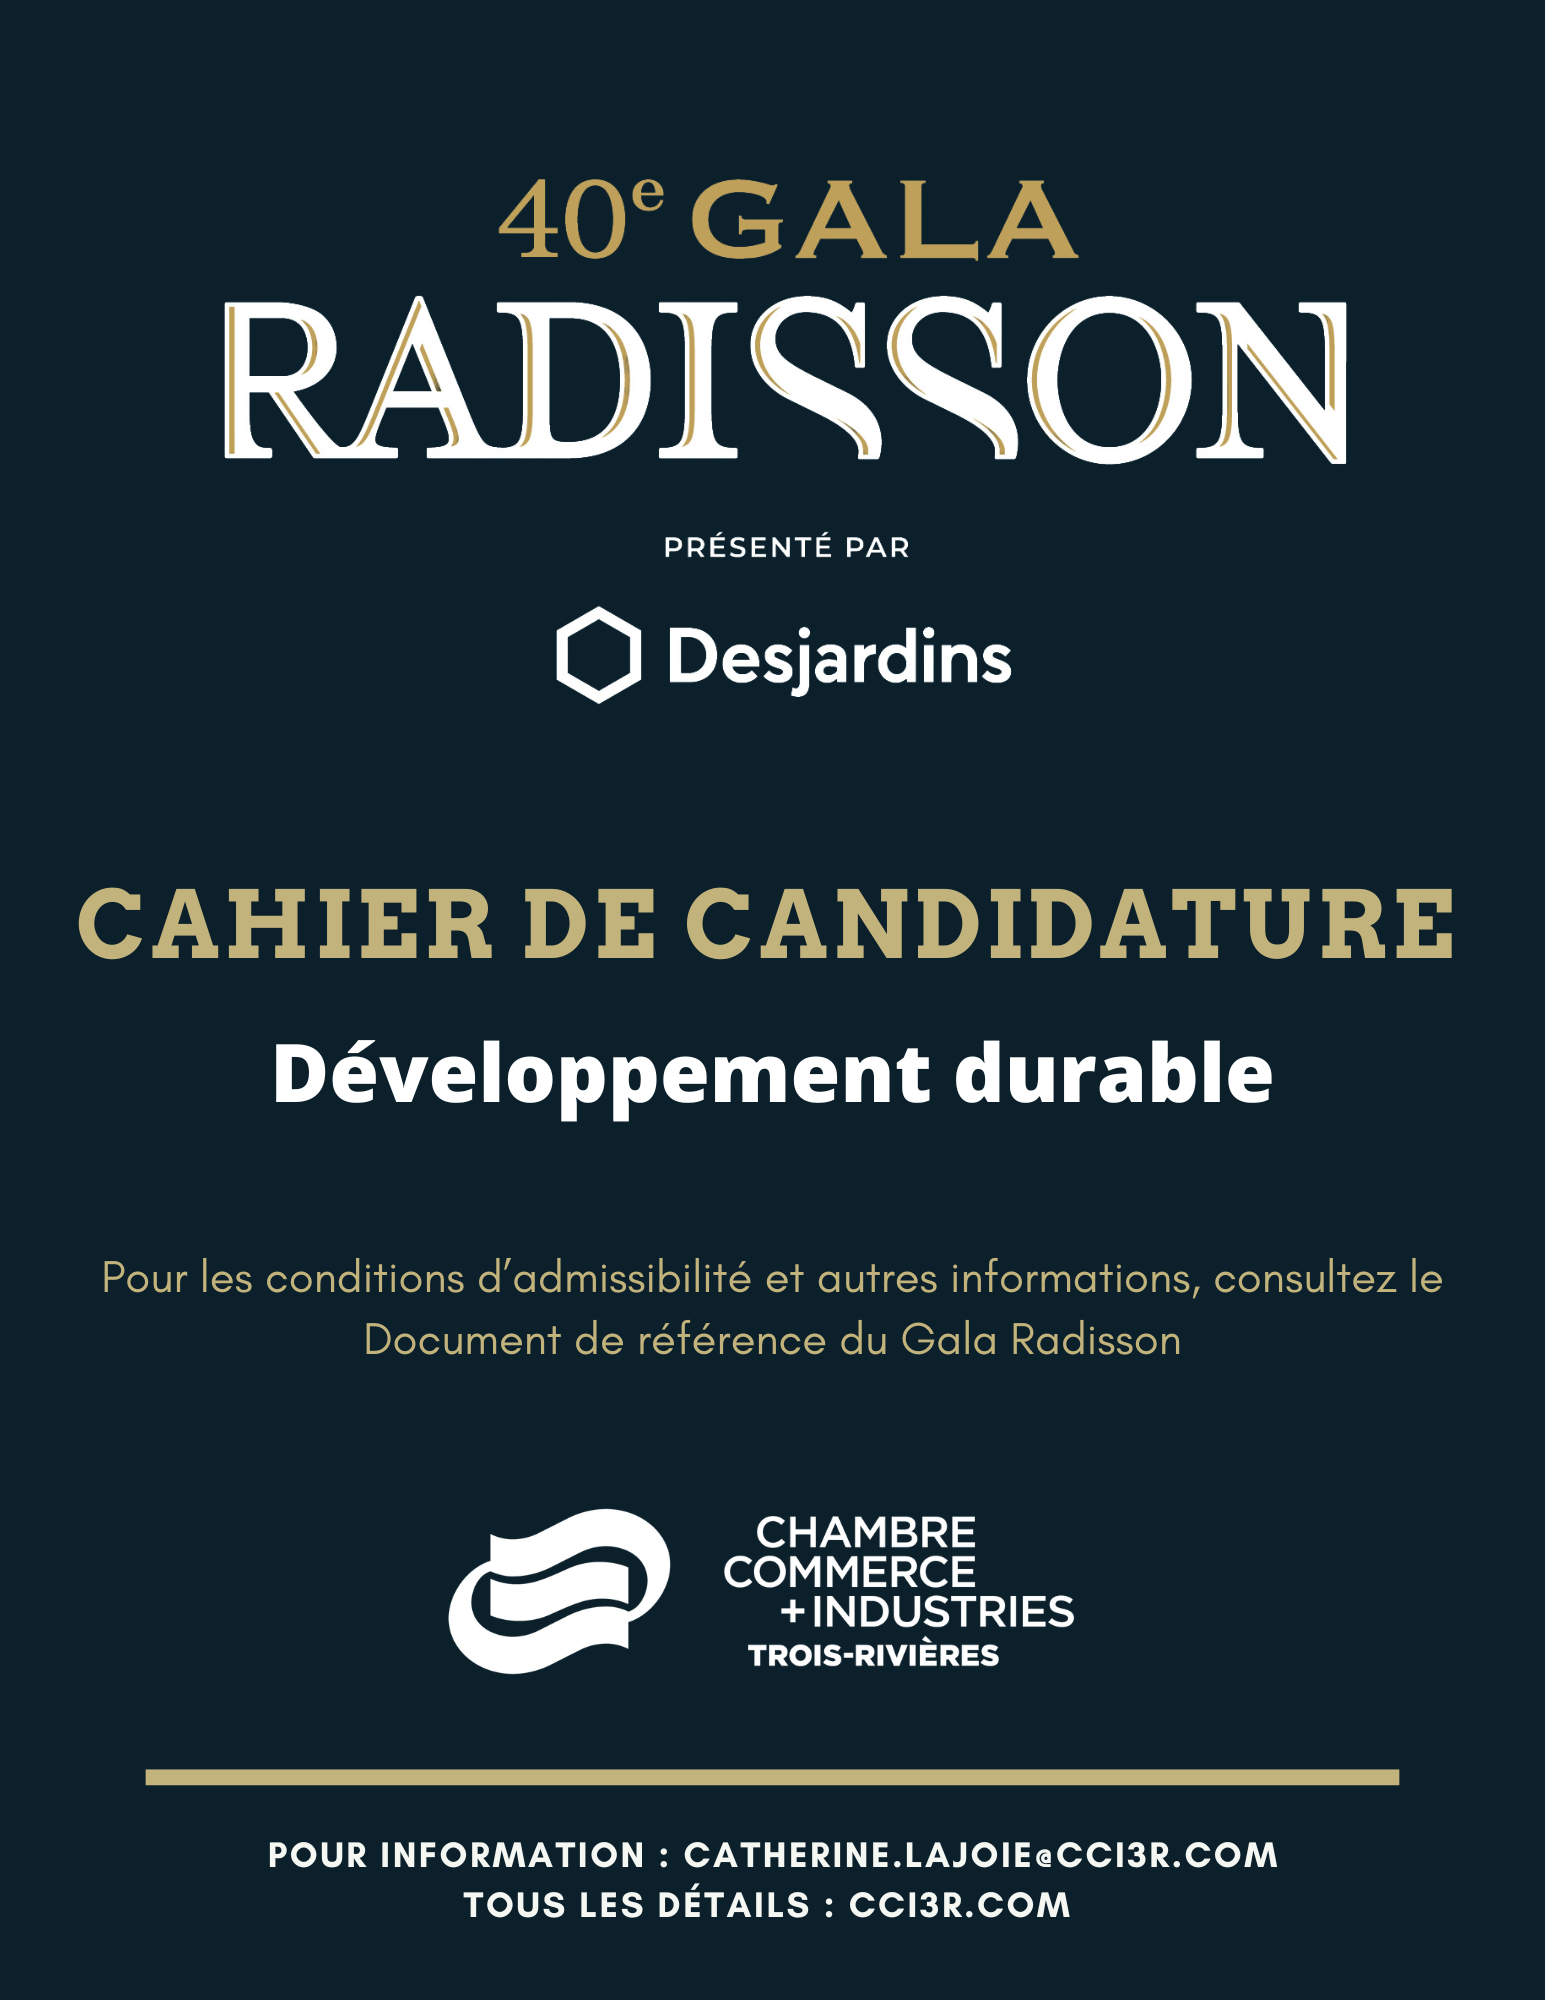 40e GALA
RADISSON
PRÉSENTÉ PAR
Desjardins
CAHIER DE CANDIDATURE
Développement durable
Pour les conditions d’admissibilité et autres informations, consultez le
Document de référence du Gala Radisson
CHAMBRE
COMMERCE
+INDUSTRIES
TROIS-RIVIÈRES
POUR INFORMATION : CATHERINE.LAJOIE@CCI3R.COM
TOUS LES DÉTAILS : CCI3R.COM